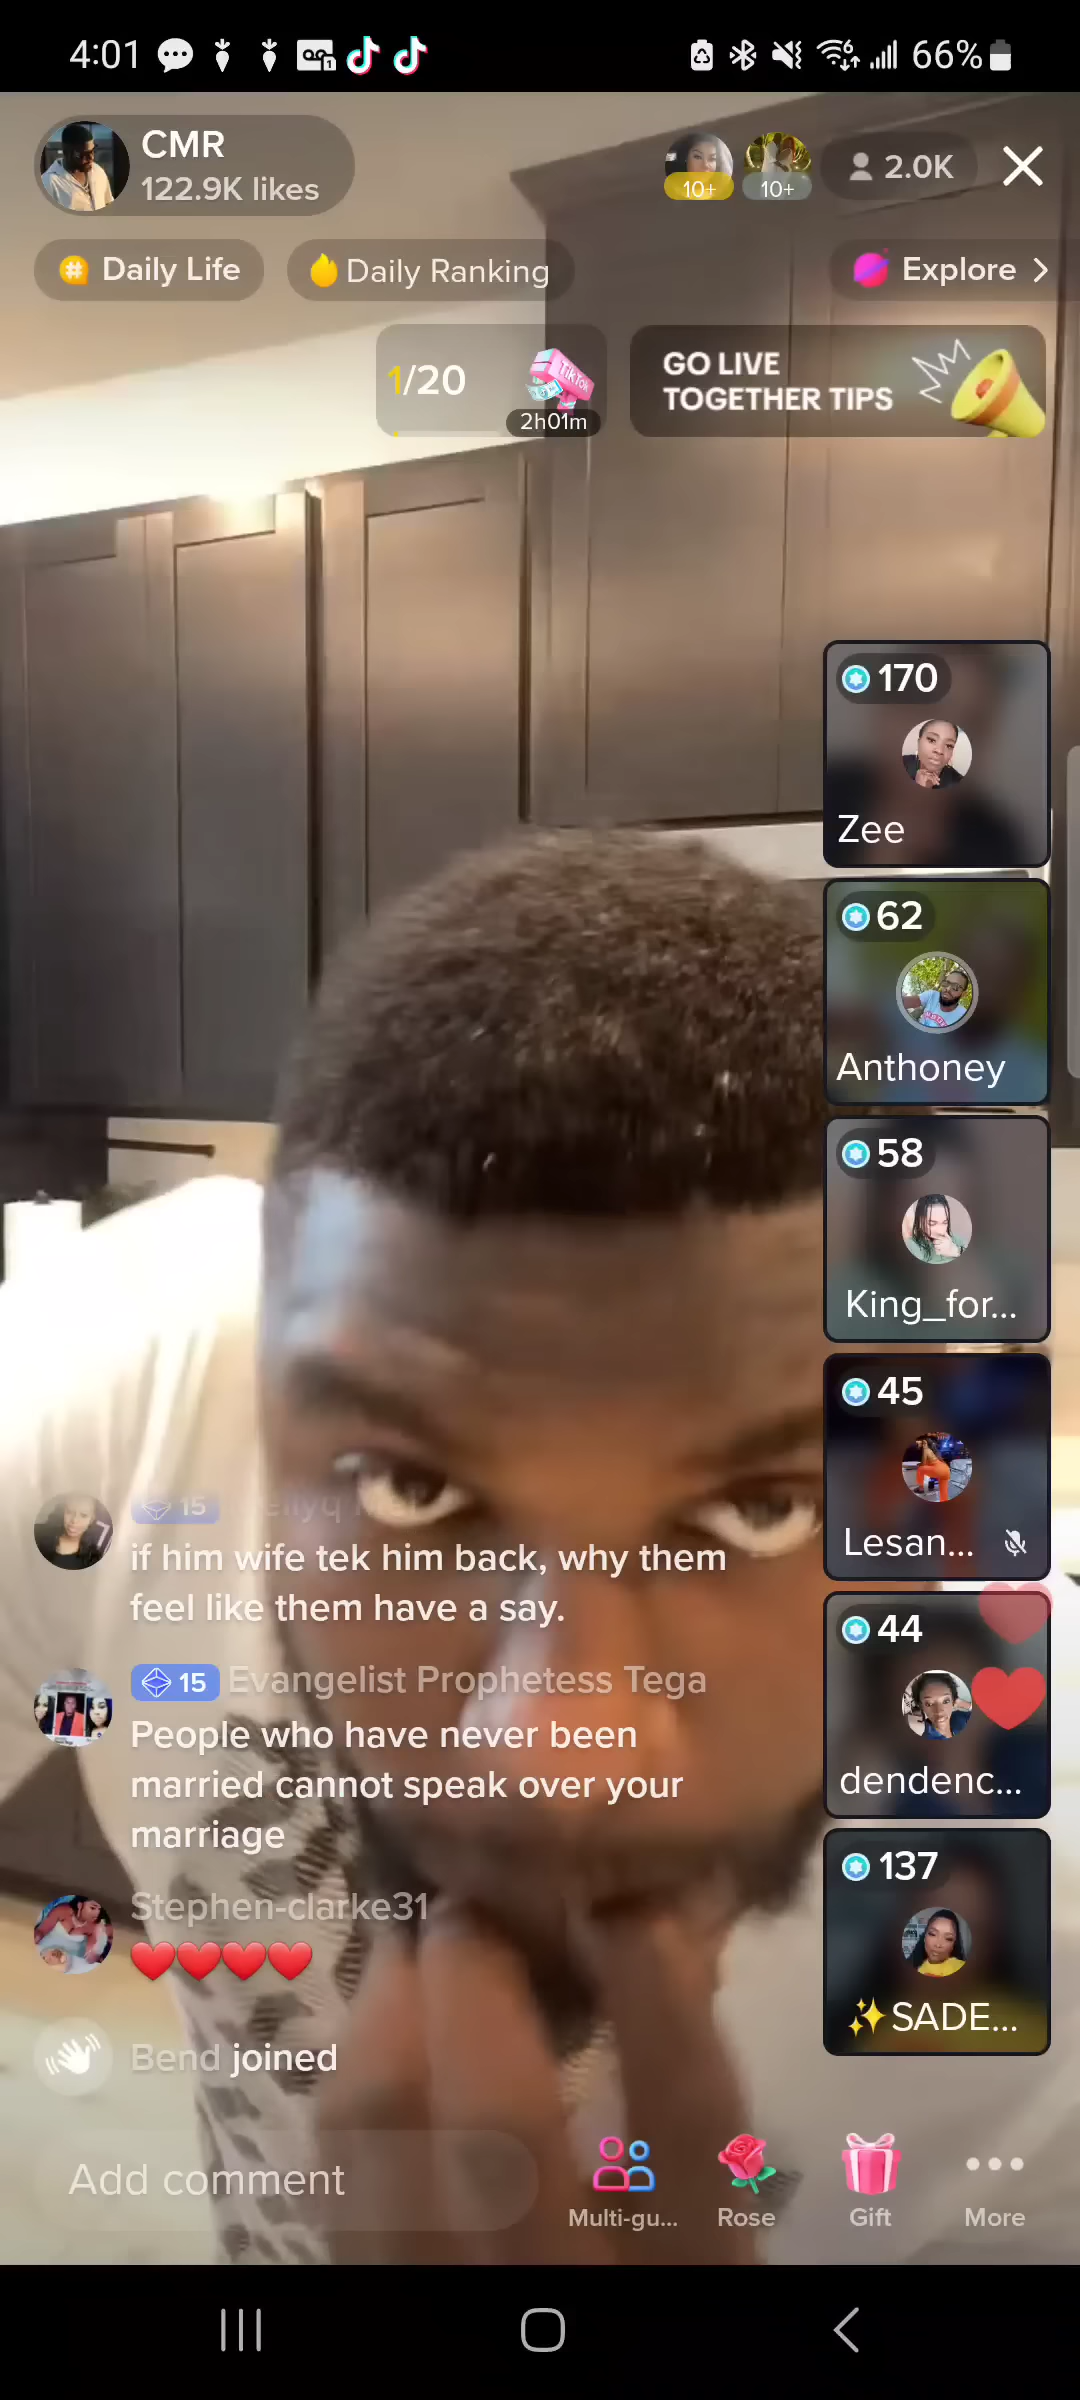 4:01
66%
CMR
122.9K likes
10+
10+
2.0K
Daily Life
Daily Ranking
Explore
1/20
TikTok
2h01m
GO LIVE
TOGETHER TIPS
170
Zee
62
Anthoney
58
King_for...
45
Lesan...
44
dendenc...
137
✨SADE...
15
if him wife tek him back, why them
feel like them have a say.
15 Evangelist Prophetess Tega
People who have never been
married cannot speak over your
marriage
Stephen-clarke31
❤️❤️❤️❤️
Bend joined
Add comment
Multi-gu...
Rose
Gift
More